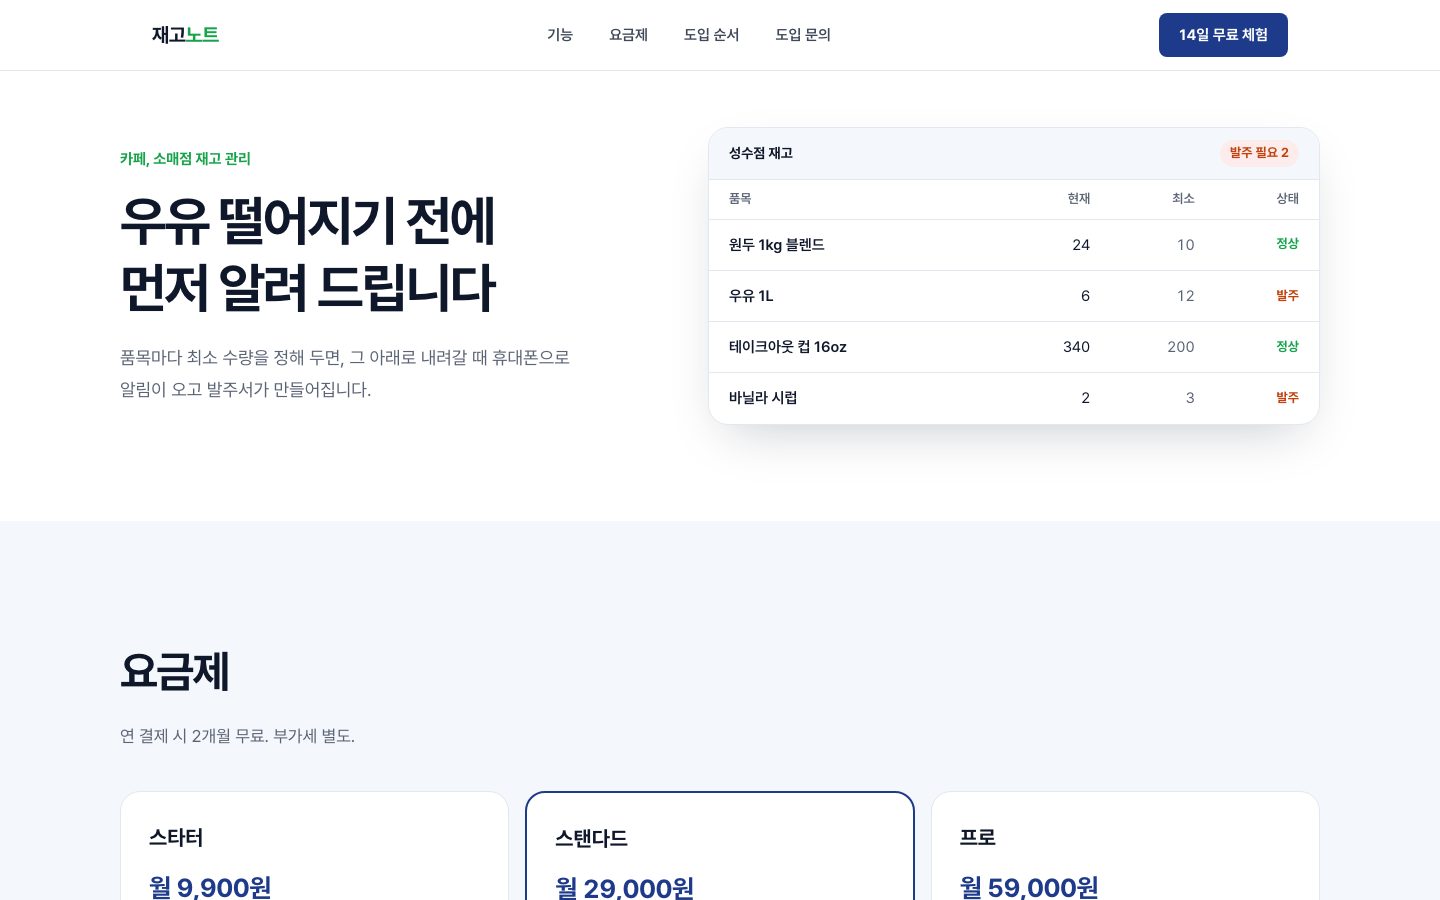 재고노트
기능
요금제
도입 순서
도입 문의
14일 무료 체험
카페, 소매점 재고 관리
우유 떨어지기 전에
먼저 알려 드립니다
품목마다 최소 수량을 정해 두면, 그 아래로 내려갈 때 휴대폰으로
알림이 오고 발주서가 만들어집니다.
성수점 재고
발주 필요 2
품목 현재 최소 상태
원두 1kg 블렌드 24 10 정상
우유 1L 6 12 발주
테이크아웃 컵 16oz 340 200 정상
바닐라 시럽 2 3 발주
요금제
연 결제 시 2개월 무료. 부가세 별도.
스타터
월 9,900원
스탠다드
월 29,000원
프로
월 59,000원